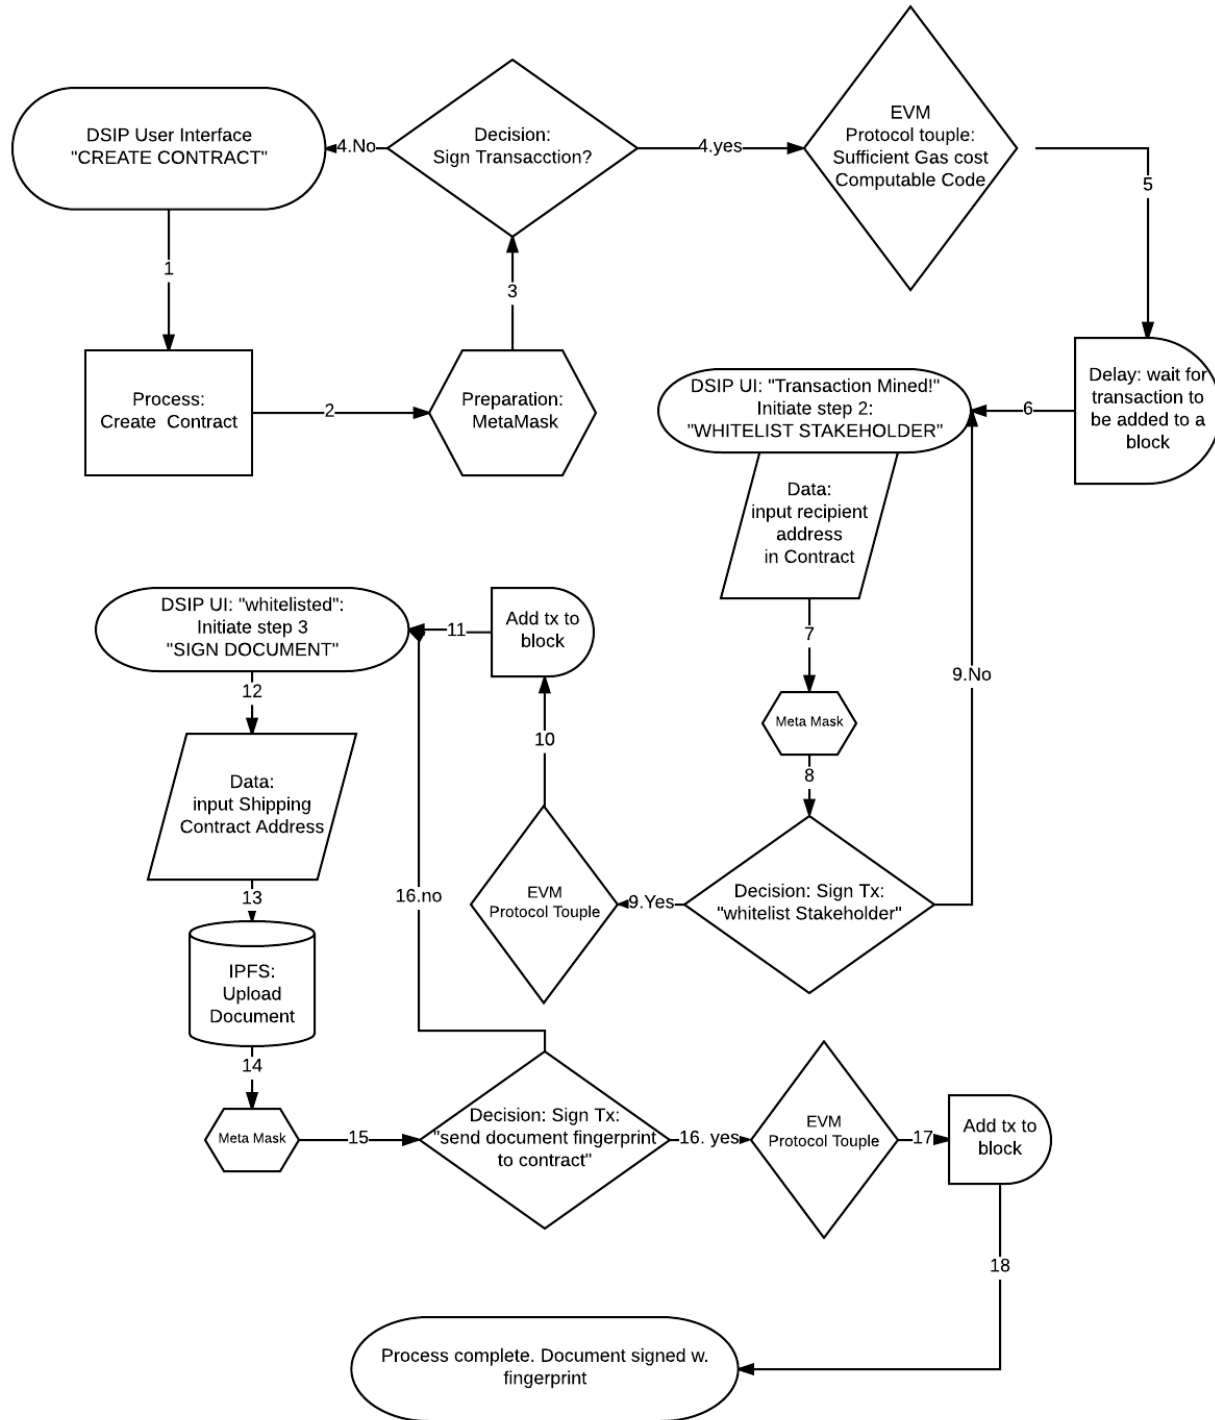 DSIP User Interface
"CREATE CONTRACT"
4.No
Decision:
Sign Transacction?
4.yes
EVM
Protocol touple:
Sufficient Gas cost
Computable Code
5
1
3
Process:
Create Contract
2
Preparation:
MetaMask
DSIP UI: "Transaction Mined!"
Initiate step 2:
"WHITELIST STAKEHOLDER"
6
Delay: wait for
transaction to
be added to a
block
Data:
input recipient
address
in Contract
DSIP UI: "whitelisted":
Initiate step 3
"SIGN DOCUMENT"
11
Add tx to
block
7
9.No
12
Meta Mask
10
8
Data:
input Shipping
Contract Address
13
16.no
EVM
Protocol Touple
9.Yes
Decision: Sign Tx:
"whitelist Stakeholder"
IPFS:
Upload
Document
14
Meta Mask
15
Decision: Sign Tx:
"send document fingerprint
to contract"
16. yes
EVM
Protocol Touple
17
Add tx to
block
18
Process complete. Document signed w.
fingerprint